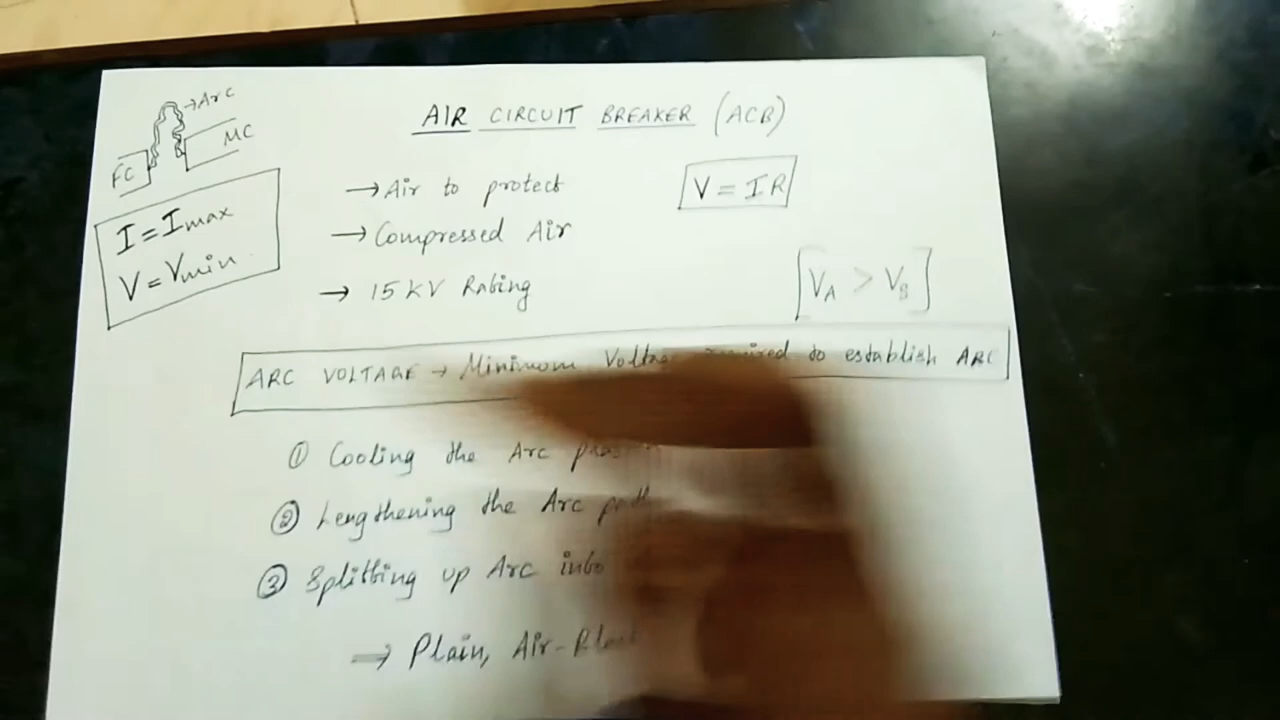 →Arc
FC
MC
I = Imax
V = Vmin
AIR CIRCUIT BREAKER (ACB)
→ Air to protect
→ Compressed Air
→ 15 KV Rating
V = IR
[VA > VS]
ARC VOLTAGE → Minimum to establish ARC
① Cooling the Arc
② Lengthening the Arc
③ Splitting up Arc into
⇒ Plain, Air-